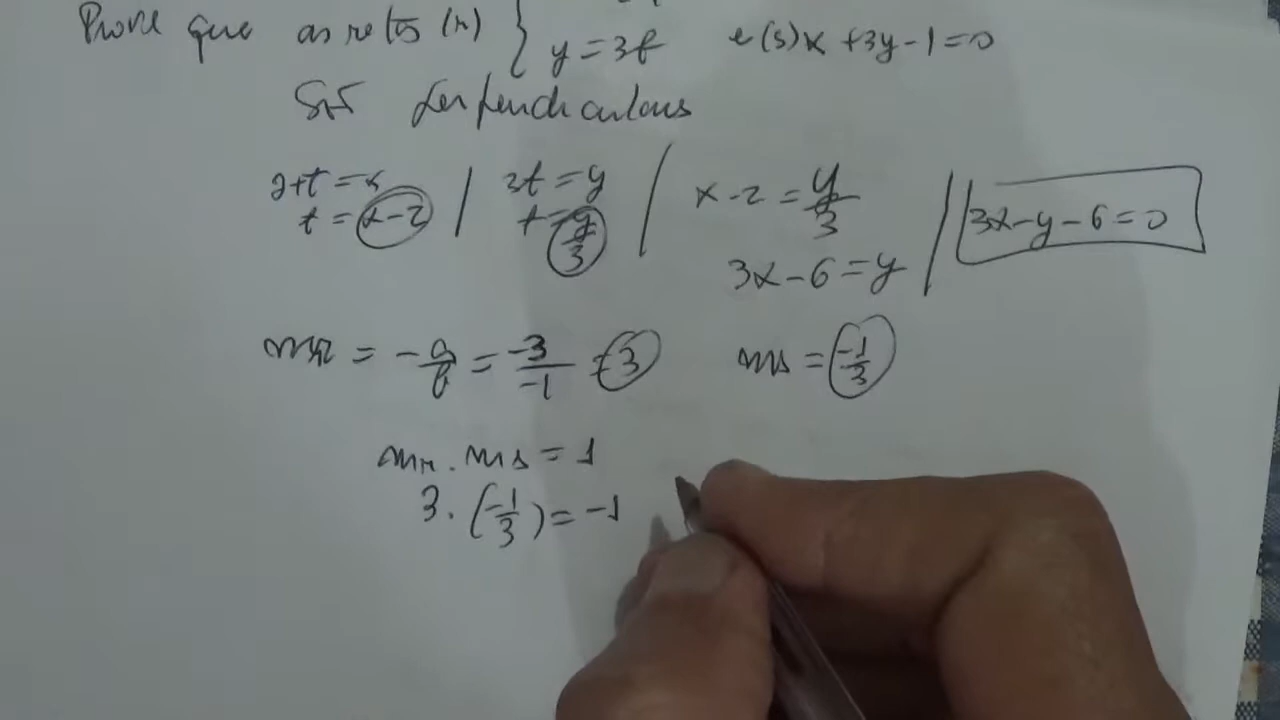 Prove que as retas (r) { y = 3t e (s) x + 3y - 1 = 0
São perpendiculares
2+t = x | 3t = y | x - 2 = y/3 | 3x - y - 6 = 0
t = x - 2 | t = y/3 | 3x - 6 = y
mr = -a/b = -3/-1 = 3 ms = -1/3
mr . ms = 1
3 . (-1/3) = -1